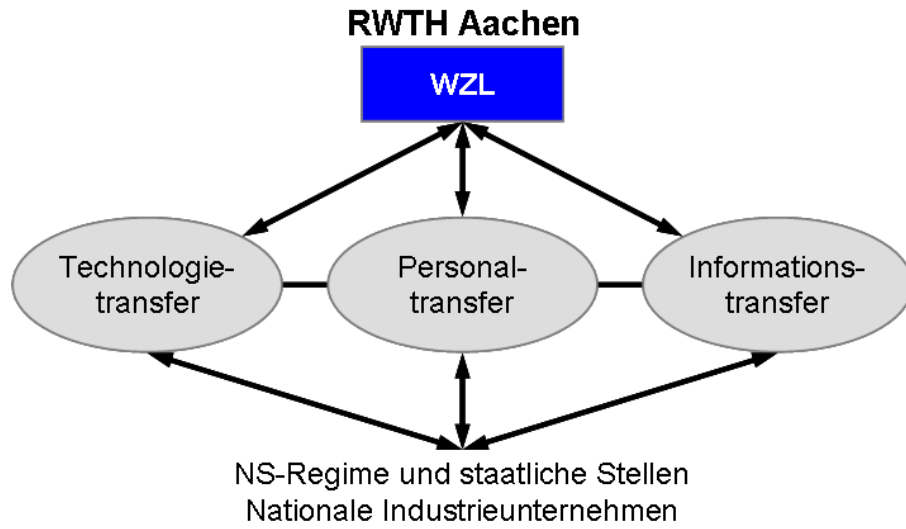 RWTH Aachen
WZL
Technologie-
transfer
Personal-
transfer
Informations-
transfer
NS-Regime und staatliche Stellen
Nationale Industrieunternehmen